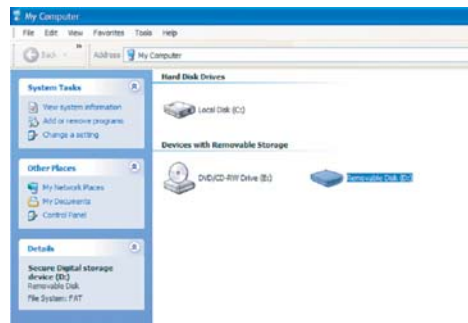 My Computer
File Edit View Favorites Tools Help
Back Address My Computer
System Tasks
View system information
Add or remove programs
Change a setting
Other Places
My Network Places
My Documents
Control Panel
Details
Secure Digital storage
device (D:)
Removable Disk
File System: FAT
Hard Disk Drives
Local Disk (C:)
Devices with Removable Storage
DVD/CD-RW Drive (E:)
Removable Disk (D:)